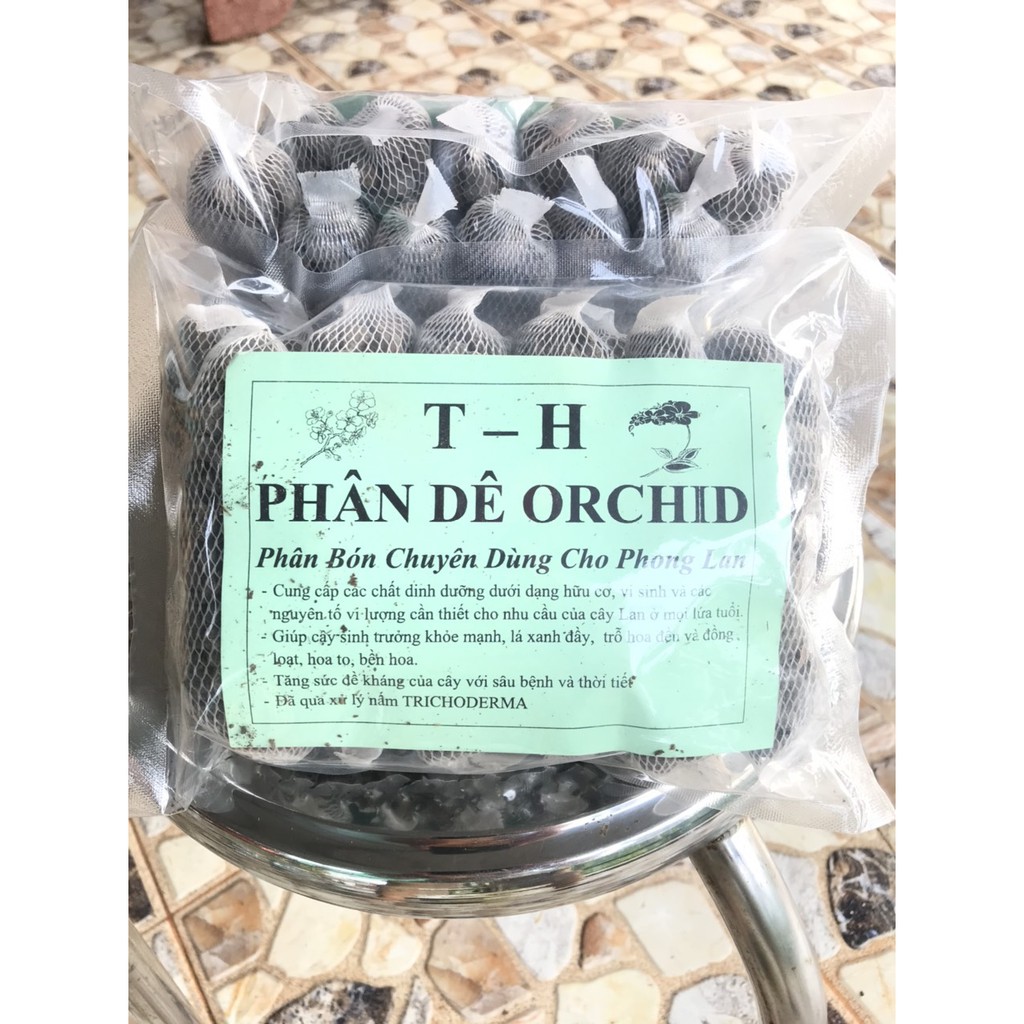 T – H
PHÂN DÊ ORCHID
Phân Bón Chuyên Dùng Cho Phong Lan
- Cung cấp các chất dinh dưỡng dưới dạng hữu cơ, vi sinh và các
nguyên tố vi lượng cần thiết cho nhu cầu của cây Lan ở mọi lứa tuổi.
- Giúp cây sinh trưởng khỏe mạnh, lá xanh đầy, trổ hoa đều và đồng
loạt, hoa to, bền hoa.
- Tăng sức đề kháng của cây với sâu bệnh và thời tiết
- Đã qua xử lý nấm TRICHODERMA